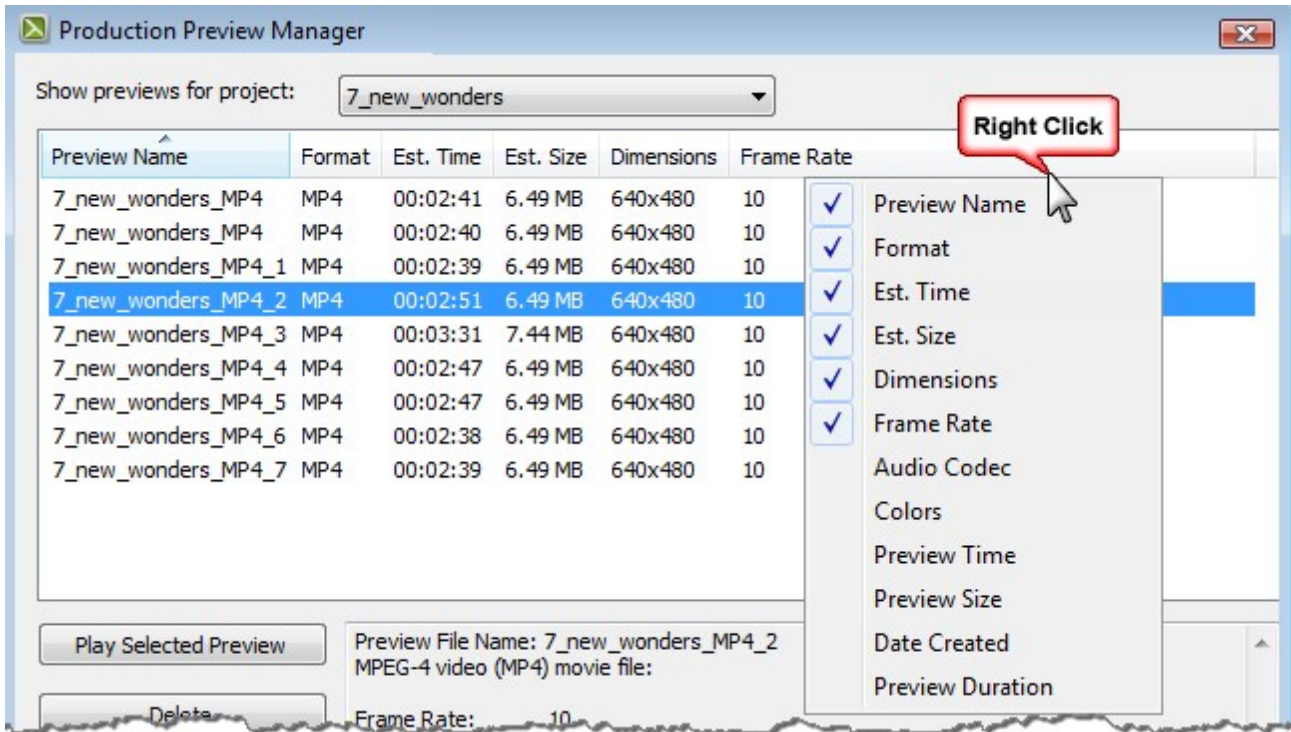 Production Preview Manager
Show previews for project: 7_new_wonders
Right Click
Preview Name Format Est. Time Est. Size Dimensions Frame Rate
7_new_wonders_MP4 MP4 00:02:41 6.49 MB 640x480 10
7_new_wonders_MP4 MP4 00:02:40 6.49 MB 640x480 10
7_new_wonders_MP4_1 MP4 00:02:39 6.49 MB 640x480 10
7_new_wonders_MP4_2 MP4 00:02:51 6.49 MB 640x480 10
7_new_wonders_MP4_3 MP4 00:03:31 7.44 MB 640x480 10
7_new_wonders_MP4_4 MP4 00:02:47 6.49 MB 640x480 10
7_new_wonders_MP4_5 MP4 00:02:47 6.49 MB 640x480 10
7_new_wonders_MP4_6 MP4 00:02:38 6.49 MB 640x480 10
7_new_wonders_MP4_7 MP4 00:02:39 6.49 MB 640x480 10
Preview Name
Format
Est. Time
Est. Size
Dimensions
Frame Rate
Audio Codec
Colors
Preview Time
Preview Size
Date Created
Preview Duration
Play Selected Preview
Delete
Preview File Name: 7_new_wonders_MP4_2
MPEG-4 video (MP4) movie file:
Frame Rate: 10